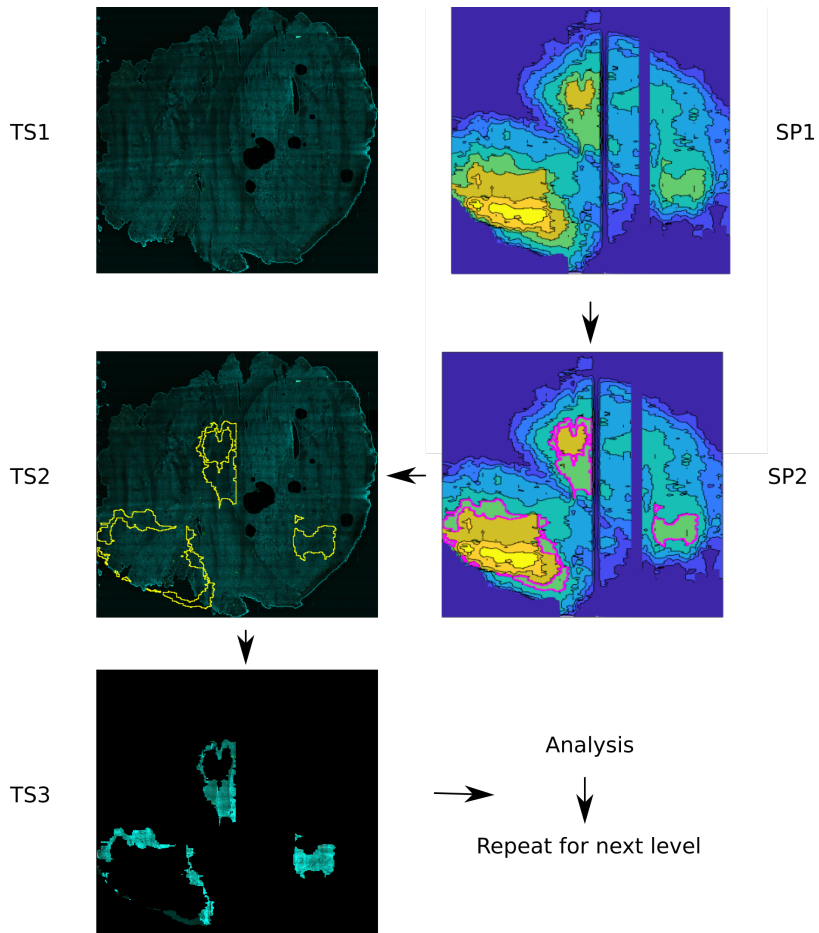 TS1
SP1
TS2
SP2
TS3
Analysis
Repeat for next level